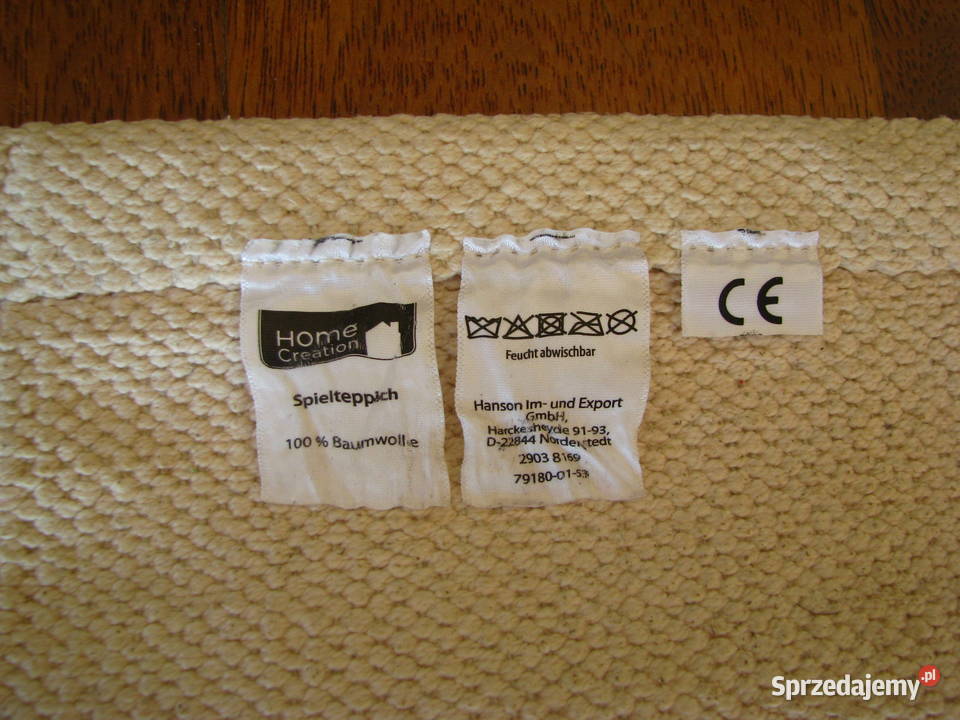 Home
Creation
Spielteppich
100 % Baumwolle
Feucht abwischbar
Hanson Im- und Export
GmbH,
Harckesheyde 91-93,
D-22844 Norderstedt
2903 8169
79180-01-53
CE
Sprzedajemy.pl